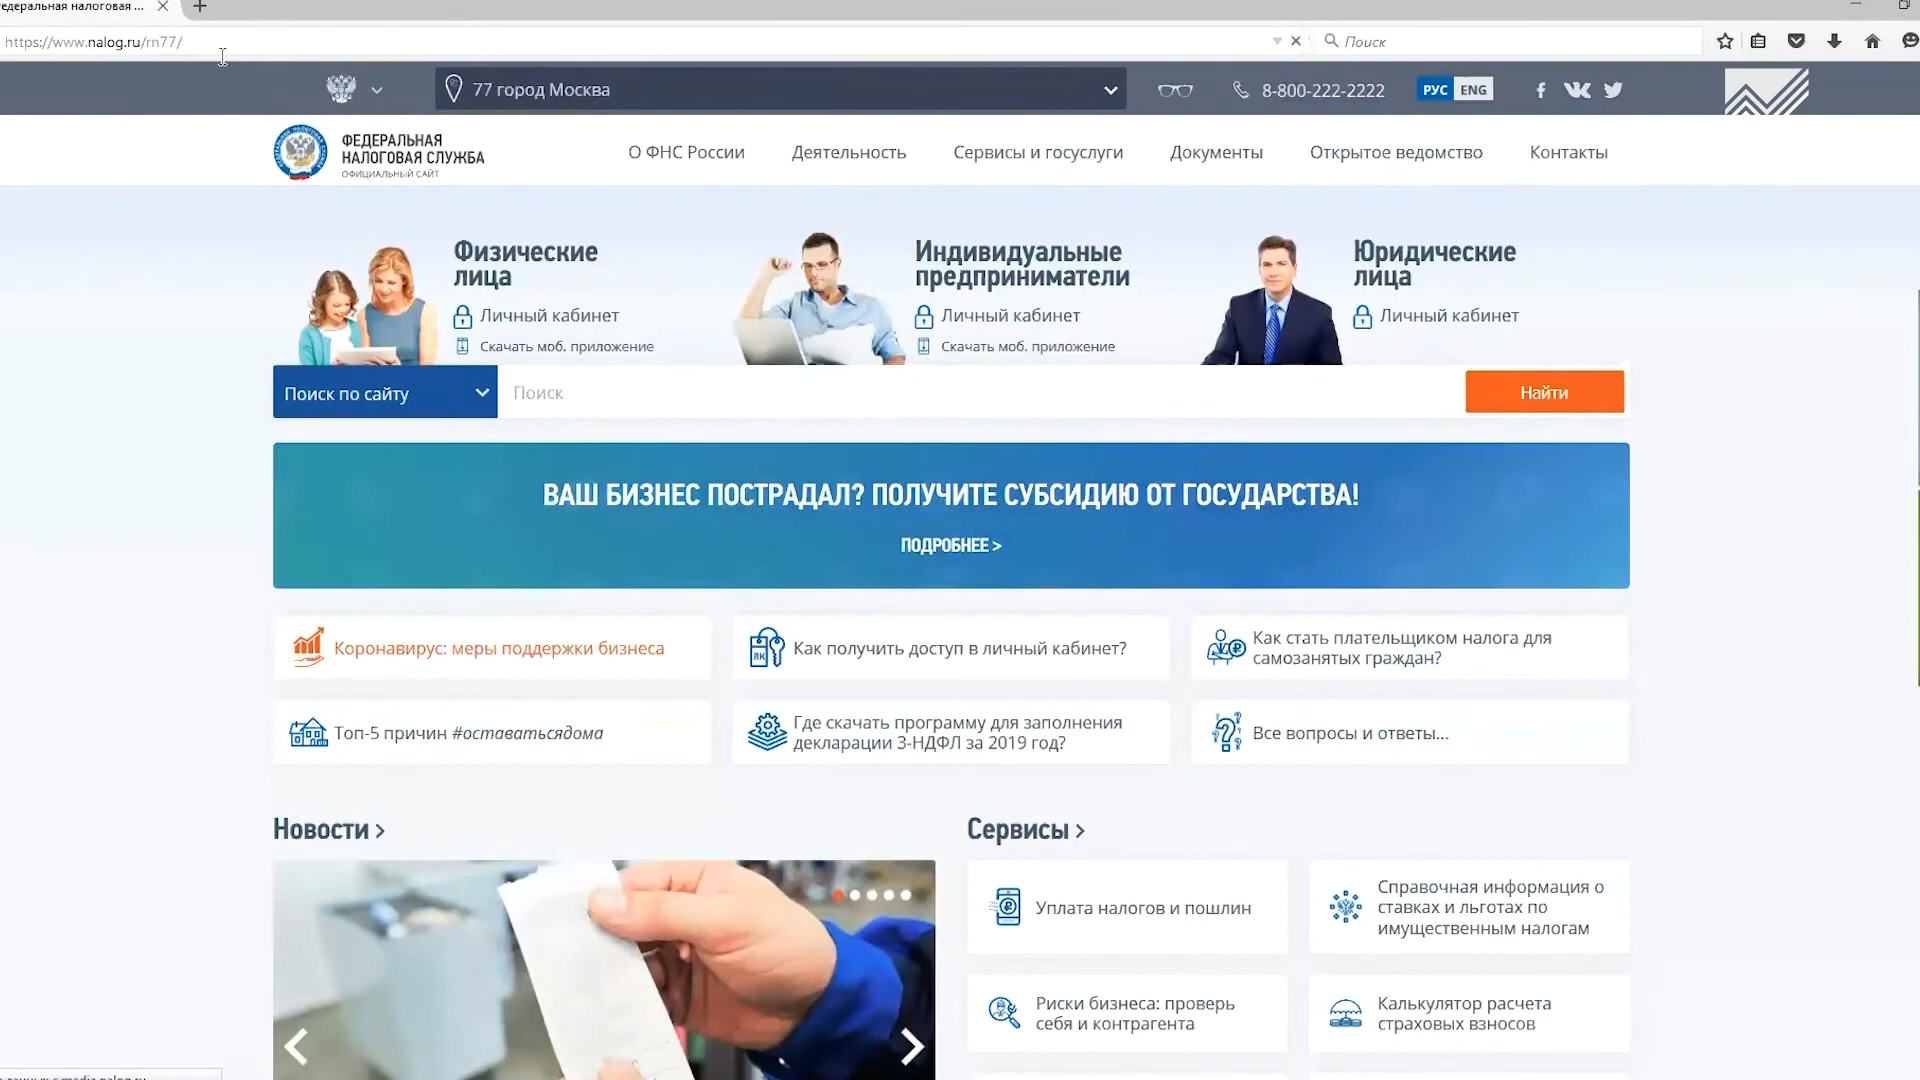 едеральная налоговая ...
https://www.nalog.ru/rn77/
Поиск
77 город Москва
8-800-222-2222
РУС ENG
ФЕДЕРАЛЬНАЯ
НАЛОГОВАЯ СЛУЖБА
ОФИЦИАЛЬНЫЙ САЙТ
О ФНС России
Деятельность
Сервисы и госуслуги
Документы
Открытое ведомство
Контакты
Физические
лица
Личный кабинет
Скачать моб. приложение
Индивидуальные
предприниматели
Личный кабинет
Скачать моб. приложение
Юридические
лица
Личный кабинет
Поиск по сайту
Поиск
Найти
ВАШ БИЗНЕС ПОСТРАДАЛ? ПОЛУЧИТЕ СУБСИДИЮ ОТ ГОСУДАРСТВА!
ПОДРОБНЕЕ >
Коронавирус: меры поддержки бизнеса
ЛК
Как получить доступ в личный кабинет?
Как стать плательщиком налога для
самозанятых граждан?
Топ-5 причин #оставатьсядома
Где скачать программу для заполнения
декларации 3-НДФЛ за 2019 год?
Все вопросы и ответы...
Новости >
Сервисы >
Уплата налогов и пошлин
Справочная информация о
ставках и льготах по
имущественным налогам
Риски бизнеса: проверь
себя и контрагента
Калькулятор расчета
страховых взносов